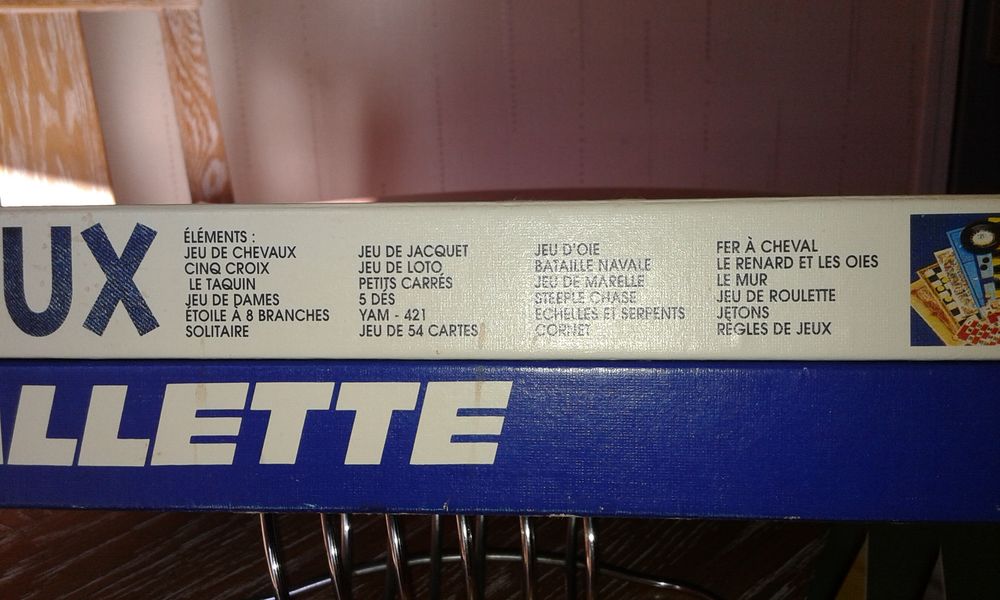 UX
ÉLÉMENTS :
JEU DE CHEVAUX
CINQ CROIX
LE TAQUIN
JEU DE DAMES
ÉTOILE À 8 BRANCHES
SOLITAIRE
JEU DE JACQUET
JEU DE LOTO
PETITS CARRÉS
5 DÉS
YAM - 421
JEU DE 54 CARTES
JEU D'OIE
BATAILLE NAVALE
JEU DE MARELLE
STEEPLE CHASE
ECHELLES ET SERPENTS
CORNET
FER À CHEVAL
LE RENARD ET LES OIES
LE MUR
JEU DE ROULETTE
JETONS
RÈGLES DE JEUX
LLETTE